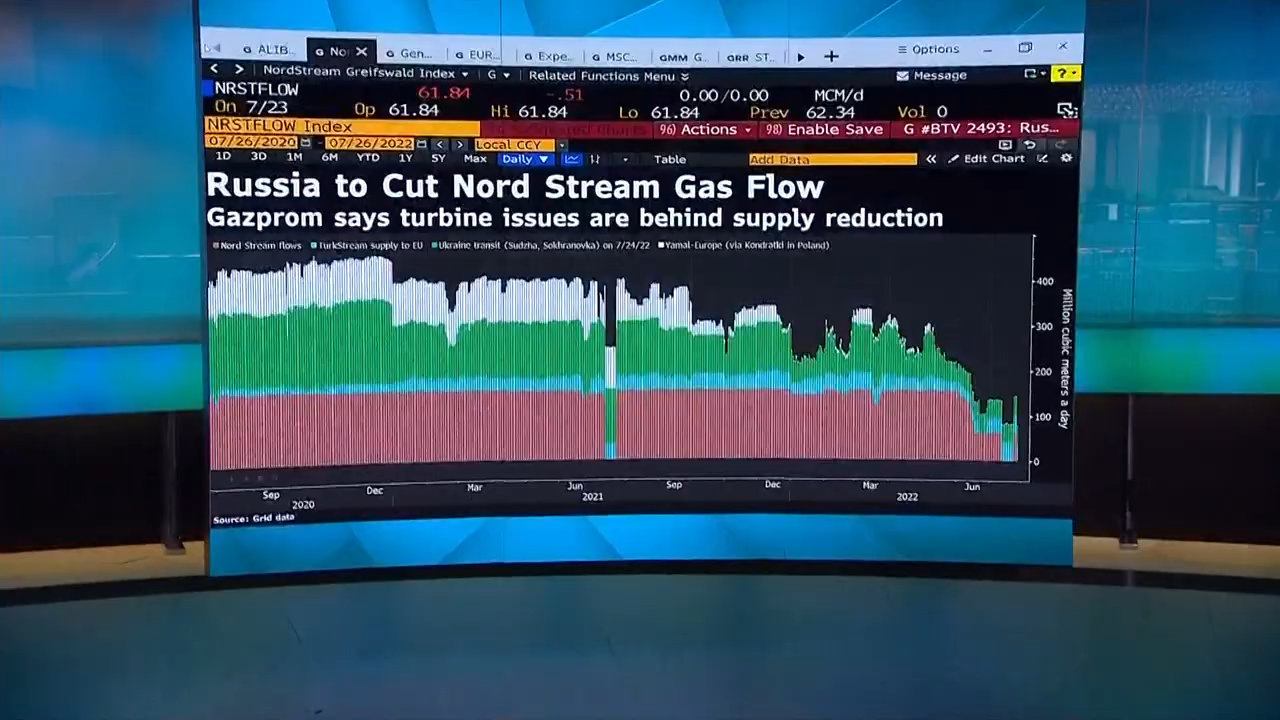 G ALIB.. G No X G Gen... G EUR.. G Expe.. G MSC.. GMM G.. GRR ST.. + Options
< > NordStream Greifswald Index G Related Functions Menu Message ?
NRSTFLOW 61.84 -.51 0.00/0.00 MCM/d
On 7/23 Op 61.84 Hi 61.84 Lo 61.84 Prev 62.34 Vol 0
NRSTFLOW Index 96) Actions 98) Enable Save G #BTV 2493: Rus...
07/26/2020 - 07/26/2022 < > Local CCY
1D 3D 1M 6M YTD 1Y 5Y Max Daily ▼ Table Add Data « Edit Chart
Russia to Cut Nord Stream Gas Flow
Gazprom says turbine issues are behind supply reduction
Nord Stream flows TurkStream supply to EU Ukraine transit (Sudzha, Sokhranovka) on 7/24/22 Yamal-Europe (via Kondratki in Poland)
400
300
200
100
0
Million cubic meters a day
Sep Dec Mar Jun Sep Dec Mar Jun
2020 2021 2022
Source: Grid data